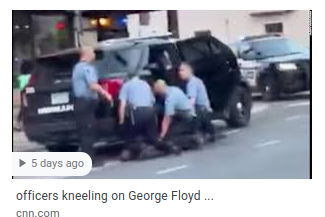 5 days ago
officers kneeling on George Floyd ...
cnn.com